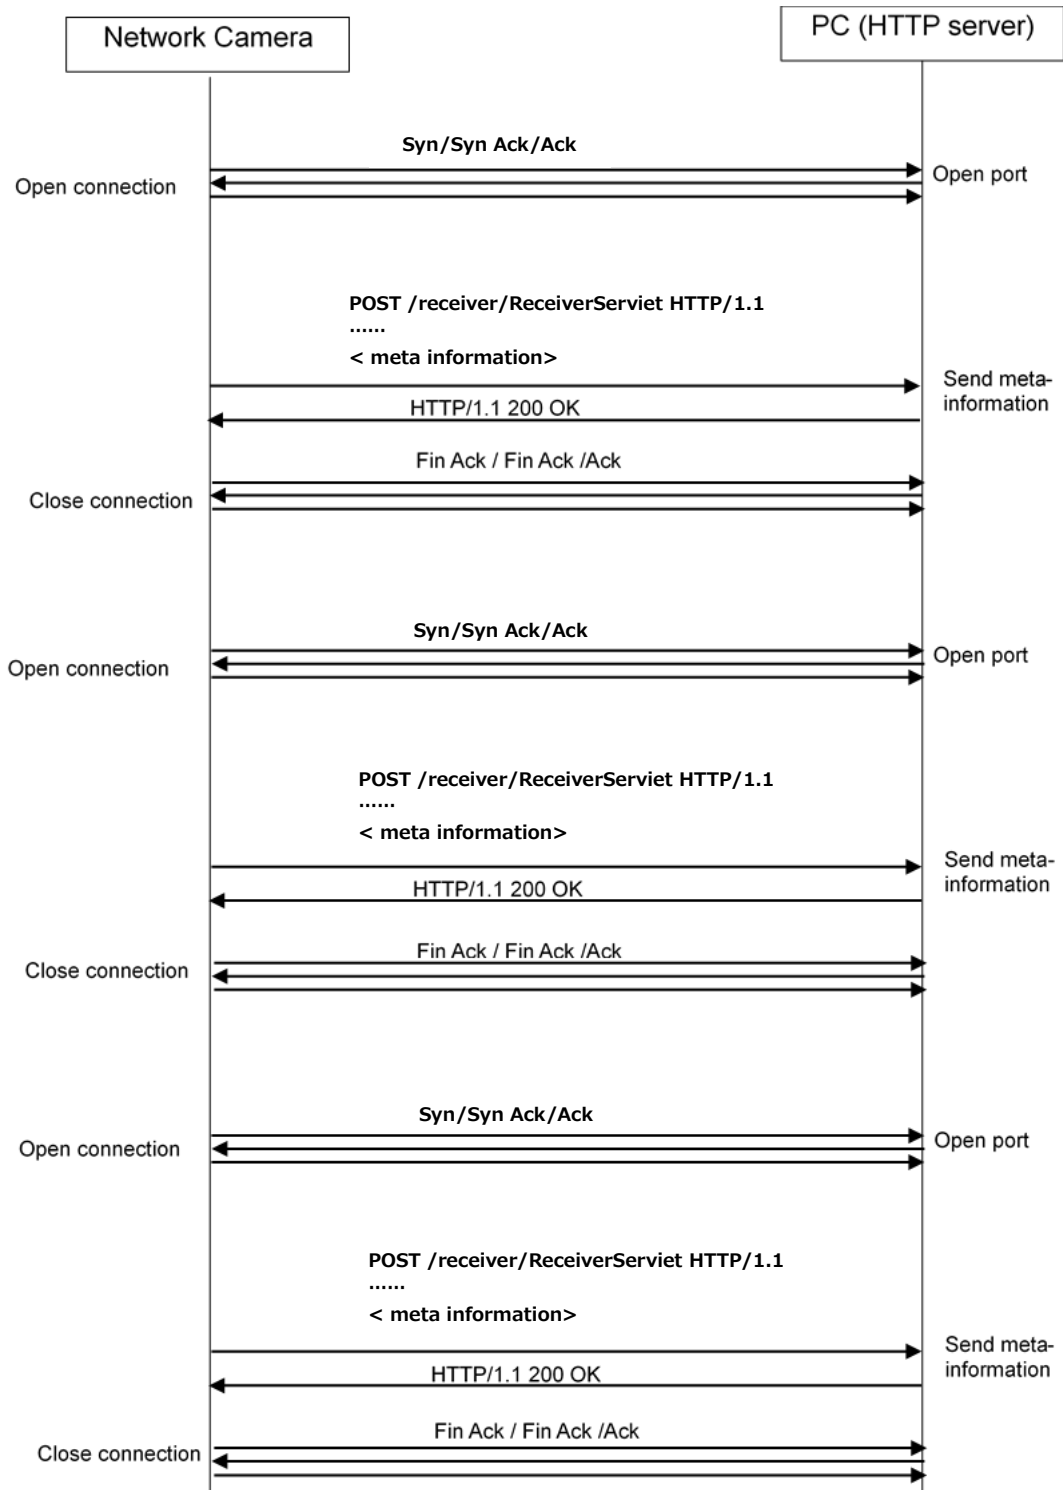 Network Camera
PC (HTTP server)
Syn/Syn Ack/Ack
Open connection
Open port
POST /receiver/ReceiverServiet HTTP/1.1
......
< meta information>
Send meta-
information
HTTP/1.1 200 OK
Fin Ack / Fin Ack /Ack
Close connection
Syn/Syn Ack/Ack
Open connection
Open port
POST /receiver/ReceiverServiet HTTP/1.1
......
< meta information>
Send meta-
information
HTTP/1.1 200 OK
Fin Ack / Fin Ack /Ack
Close connection
Syn/Syn Ack/Ack
Open connection
Open port
POST /receiver/ReceiverServiet HTTP/1.1
......
< meta information>
Send meta-
information
HTTP/1.1 200 OK
Fin Ack / Fin Ack /Ack
Close connection